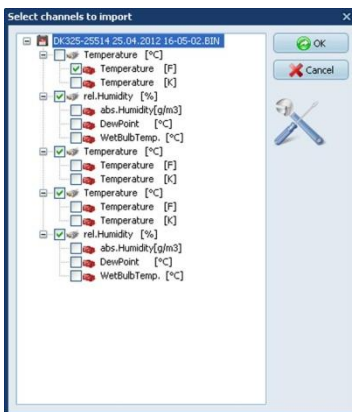 Select channels to import
DK325-25514 25.04.2012 16-05-02.BIN
OK
Temperature [°C]
Temperature [F]
Cancel
Temperature [K]
rel.Humidity [%]
abs.Humidity[g/m3]
DewPoint [°C]
WetBulbTemp. [°C]
Temperature [°C]
Temperature [F]
Temperature [K]
Temperature [°C]
Temperature [F]
Temperature [K]
rel.Humidity [%]
abs.Humidity[g/m3]
DewPoint [°C]
WetBulbTemp. [°C]